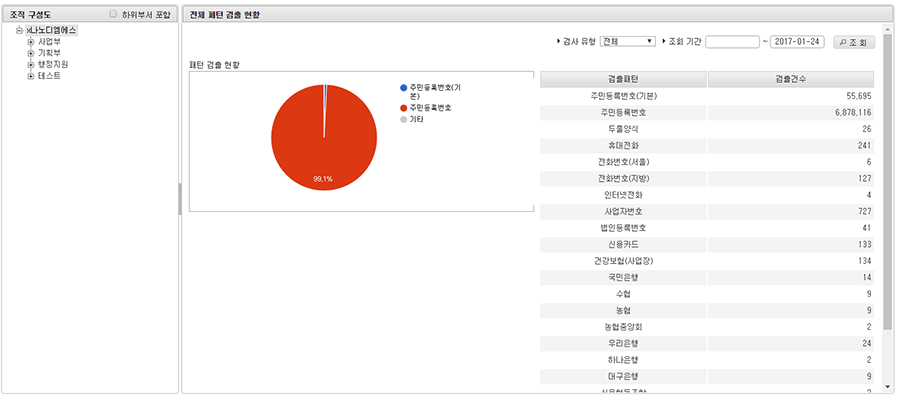 조직 구성도
하위부서 포함
x나노디엠에스
사업부
기획부
행정지원
테스트
전체 패턴 검출 현황
검사 유형 전체 조회 기간 ~ 2017-01-24 조 회
패턴 검출 현황
주민등록번호(기
본)
주민등록번호
기타
99.1%
검출패턴 검출건수
주민등록번호(기본) 55,695
주민등록번호 6,878,116
두줄양식 26
휴대전화 241
전화번호(서울) 6
전화번호(지방) 127
인터넷전화 4
사업자번호 727
법인등록번호 41
신용카드 133
건강보험(사업장) 134
국민은행 14
수협 9
농협 9
농협중앙회 2
우리은행 24
하나은행 2
대구은행 9